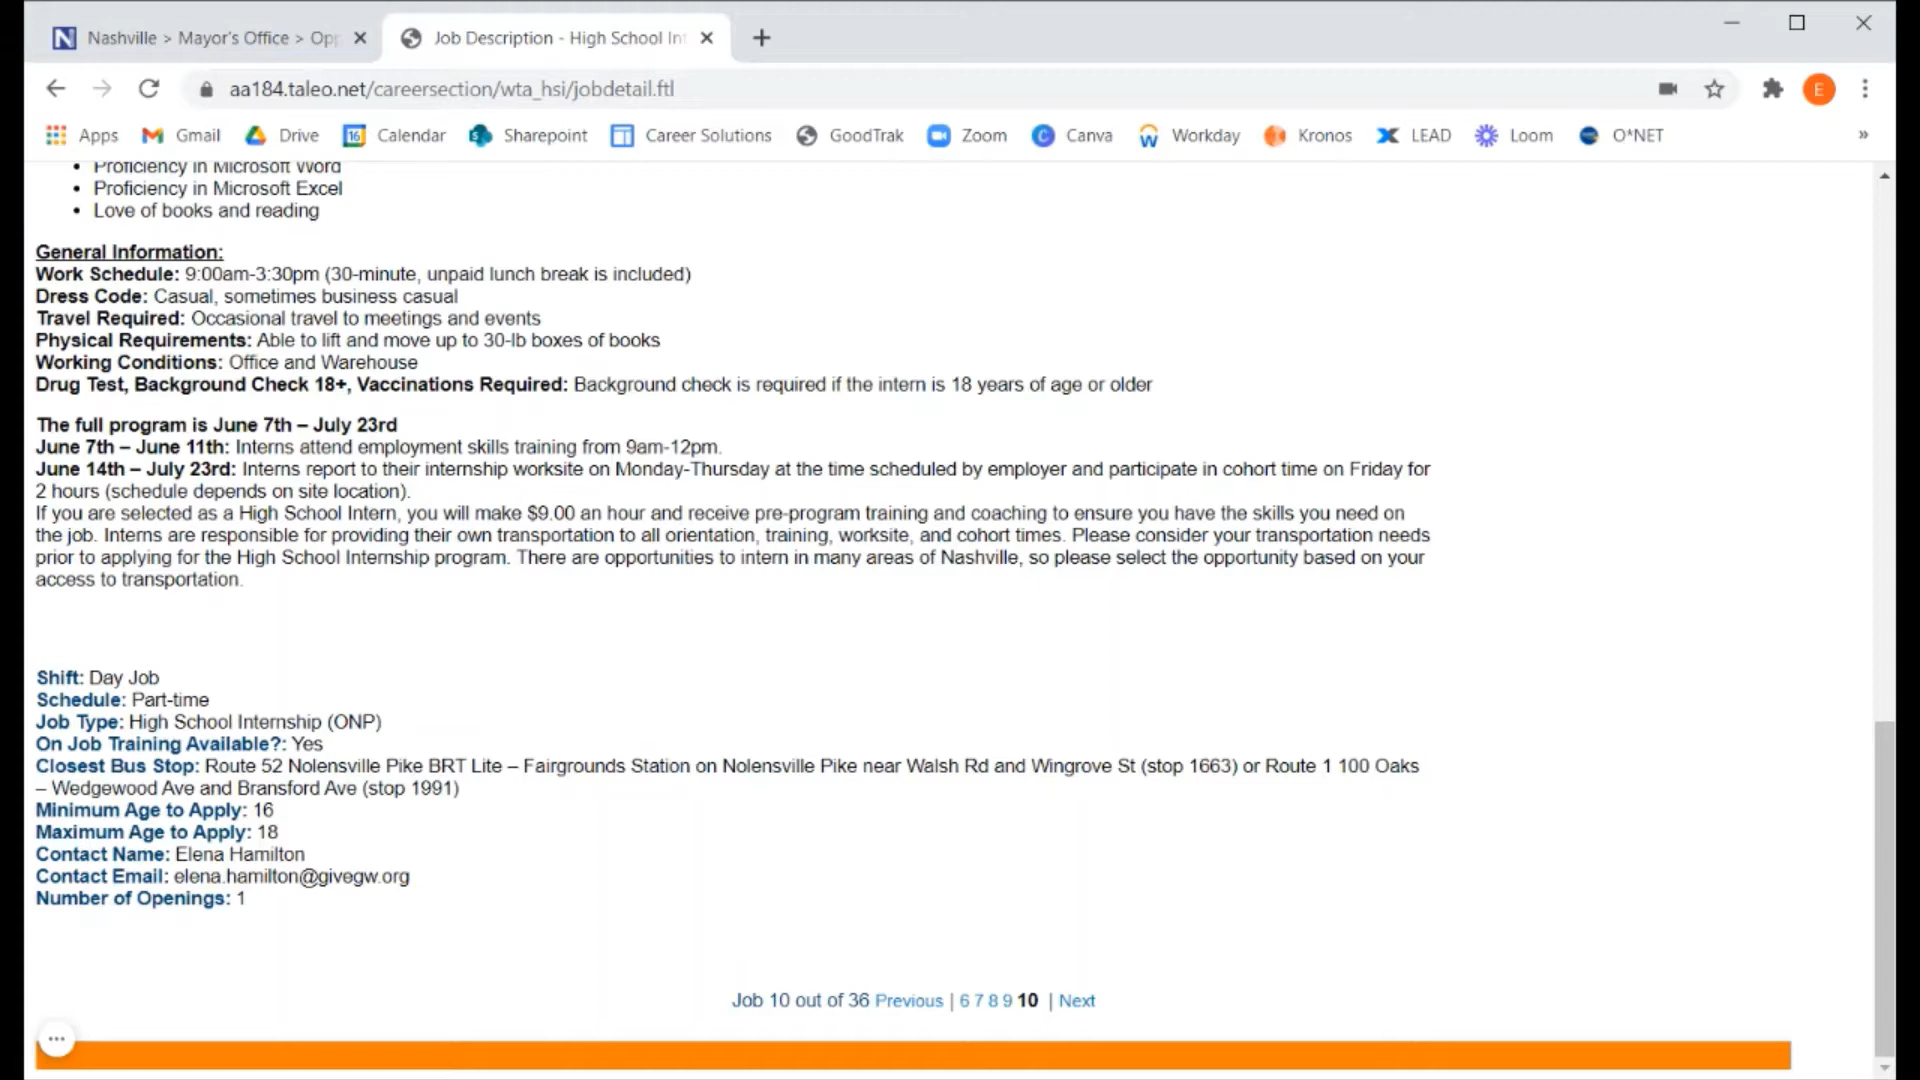 Nashville > Mayor's Office > Opp
Job Description - High School Int
aa184.taleo.net/careersection/wta_hsi/jobdetail.ftl
E
Apps Gmail Drive 16 Calendar Sharepoint Career Solutions GoodTrak Zoom Canva Workday Kronos LEAD Loom O*NET »
• Proficiency in Microsoft Word
• Proficiency in Microsoft Excel
• Love of books and reading
General Information:
Work Schedule: 9:00am-3:30pm (30-minute, unpaid lunch break is included)
Dress Code: Casual, sometimes business casual
Travel Required: Occasional travel to meetings and events
Physical Requirements: Able to lift and move up to 30-lb boxes of books
Working Conditions: Office and Warehouse
Drug Test, Background Check 18+, Vaccinations Required: Background check is required if the intern is 18 years of age or older
The full program is June 7th – July 23rd
June 7th – June 11th: Interns attend employment skills training from 9am-12pm.
June 14th – July 23rd: Interns report to their internship worksite on Monday-Thursday at the time scheduled by employer and participate in cohort time on Friday for
2 hours (schedule depends on site location).
If you are selected as a High School Intern, you will make $9.00 an hour and receive pre-program training and coaching to ensure you have the skills you need on
the job. Interns are responsible for providing their own transportation to all orientation, training, worksite, and cohort times. Please consider your transportation needs
prior to applying for the High School Internship program. There are opportunities to intern in many areas of Nashville, so please select the opportunity based on your
access to transportation.
Shift: Day Job
Schedule: Part-time
Job Type: High School Internship (ONP)
On Job Training Available?: Yes
Closest Bus Stop: Route 52 Nolensville Pike BRT Lite – Fairgrounds Station on Nolensville Pike near Walsh Rd and Wingrove St (stop 1663) or Route 1 100 Oaks
– Wedgewood Ave and Bransford Ave (stop 1991)
Minimum Age to Apply: 16
Maximum Age to Apply: 18
Contact Name: Elena Hamilton
Contact Email: elena.hamilton@givegw.org
Number of Openings: 1
Job 10 out of 36 Previous | 6 7 8 9 10 | Next